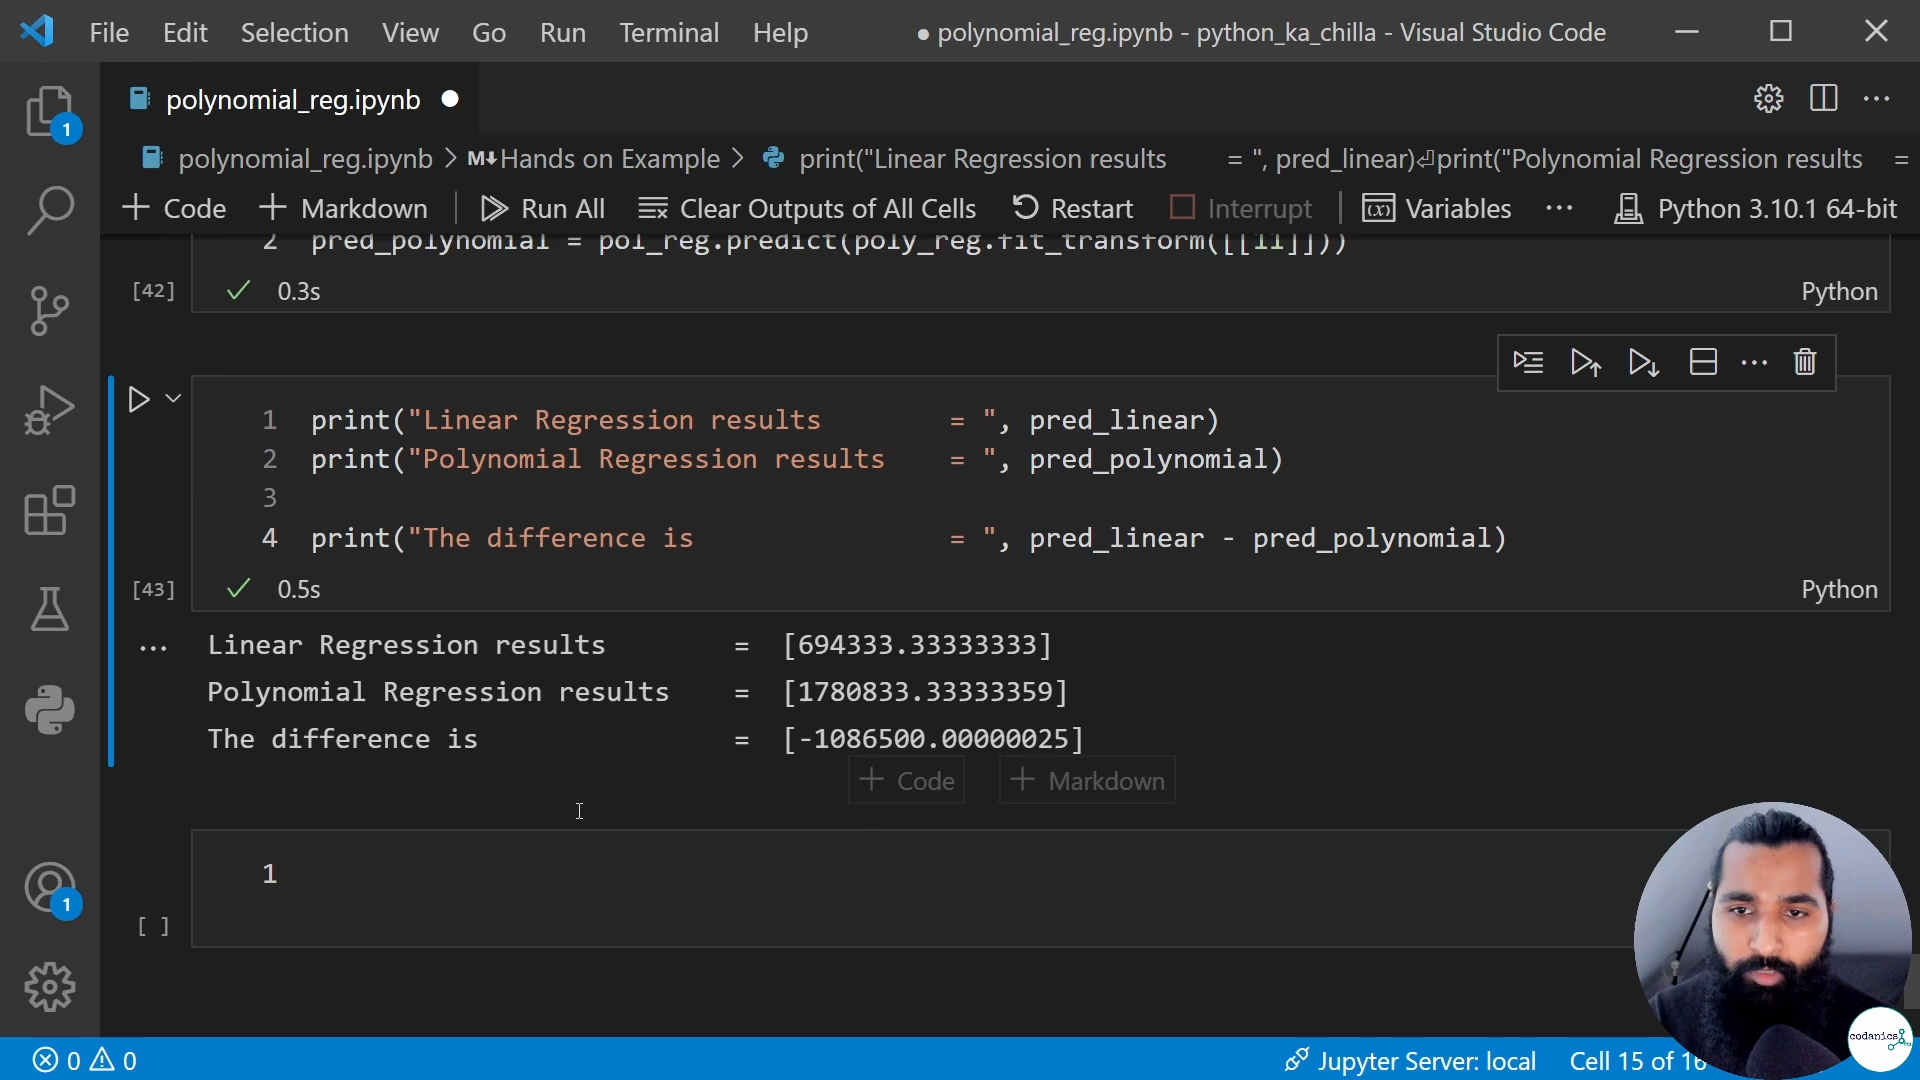 File Edit Selection View Go Run Terminal Help ● polynomial_reg.ipynb - python_ka_chilla - Visual Studio Code
polynomial_reg.ipynb ●
polynomial_reg.ipynb > M↓Hands on Example > print("Linear Regression results = ", pred_linear)⏎print("Polynomial Regression results =
+ Code + Markdown Run All Clear Outputs of All Cells Restart Interrupt Variables ... Python 3.10.1 64-bit
2 pred_polynomial = pol_reg.predict(poly_reg.fit_transform([[11]]))
[42] ✓ 0.3s Python
1 print("Linear Regression results = ", pred_linear)
2 print("Polynomial Regression results = ", pred_polynomial)
3
4 print("The difference is = ", pred_linear - pred_polynomial)
[43] ✓ 0.5s Python
... Linear Regression results = [694333.33333333]
Polynomial Regression results = [1780833.33333359]
The difference is = [-1086500.00000025]
+ Code + Markdown
1
[ ]
1
1
codanics
0 0 Jupyter Server: local Cell 15 of 16